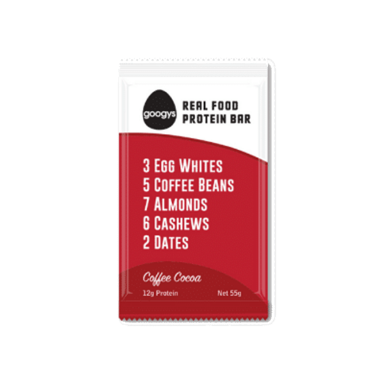 googys
REAL FOOD
PROTEIN BAR
3 EGG WHITES
5 COFFEE BEANS
7 ALMONDS
6 CASHEWS
2 DATES
Coffee Cocoa
12g Protein Net 55g